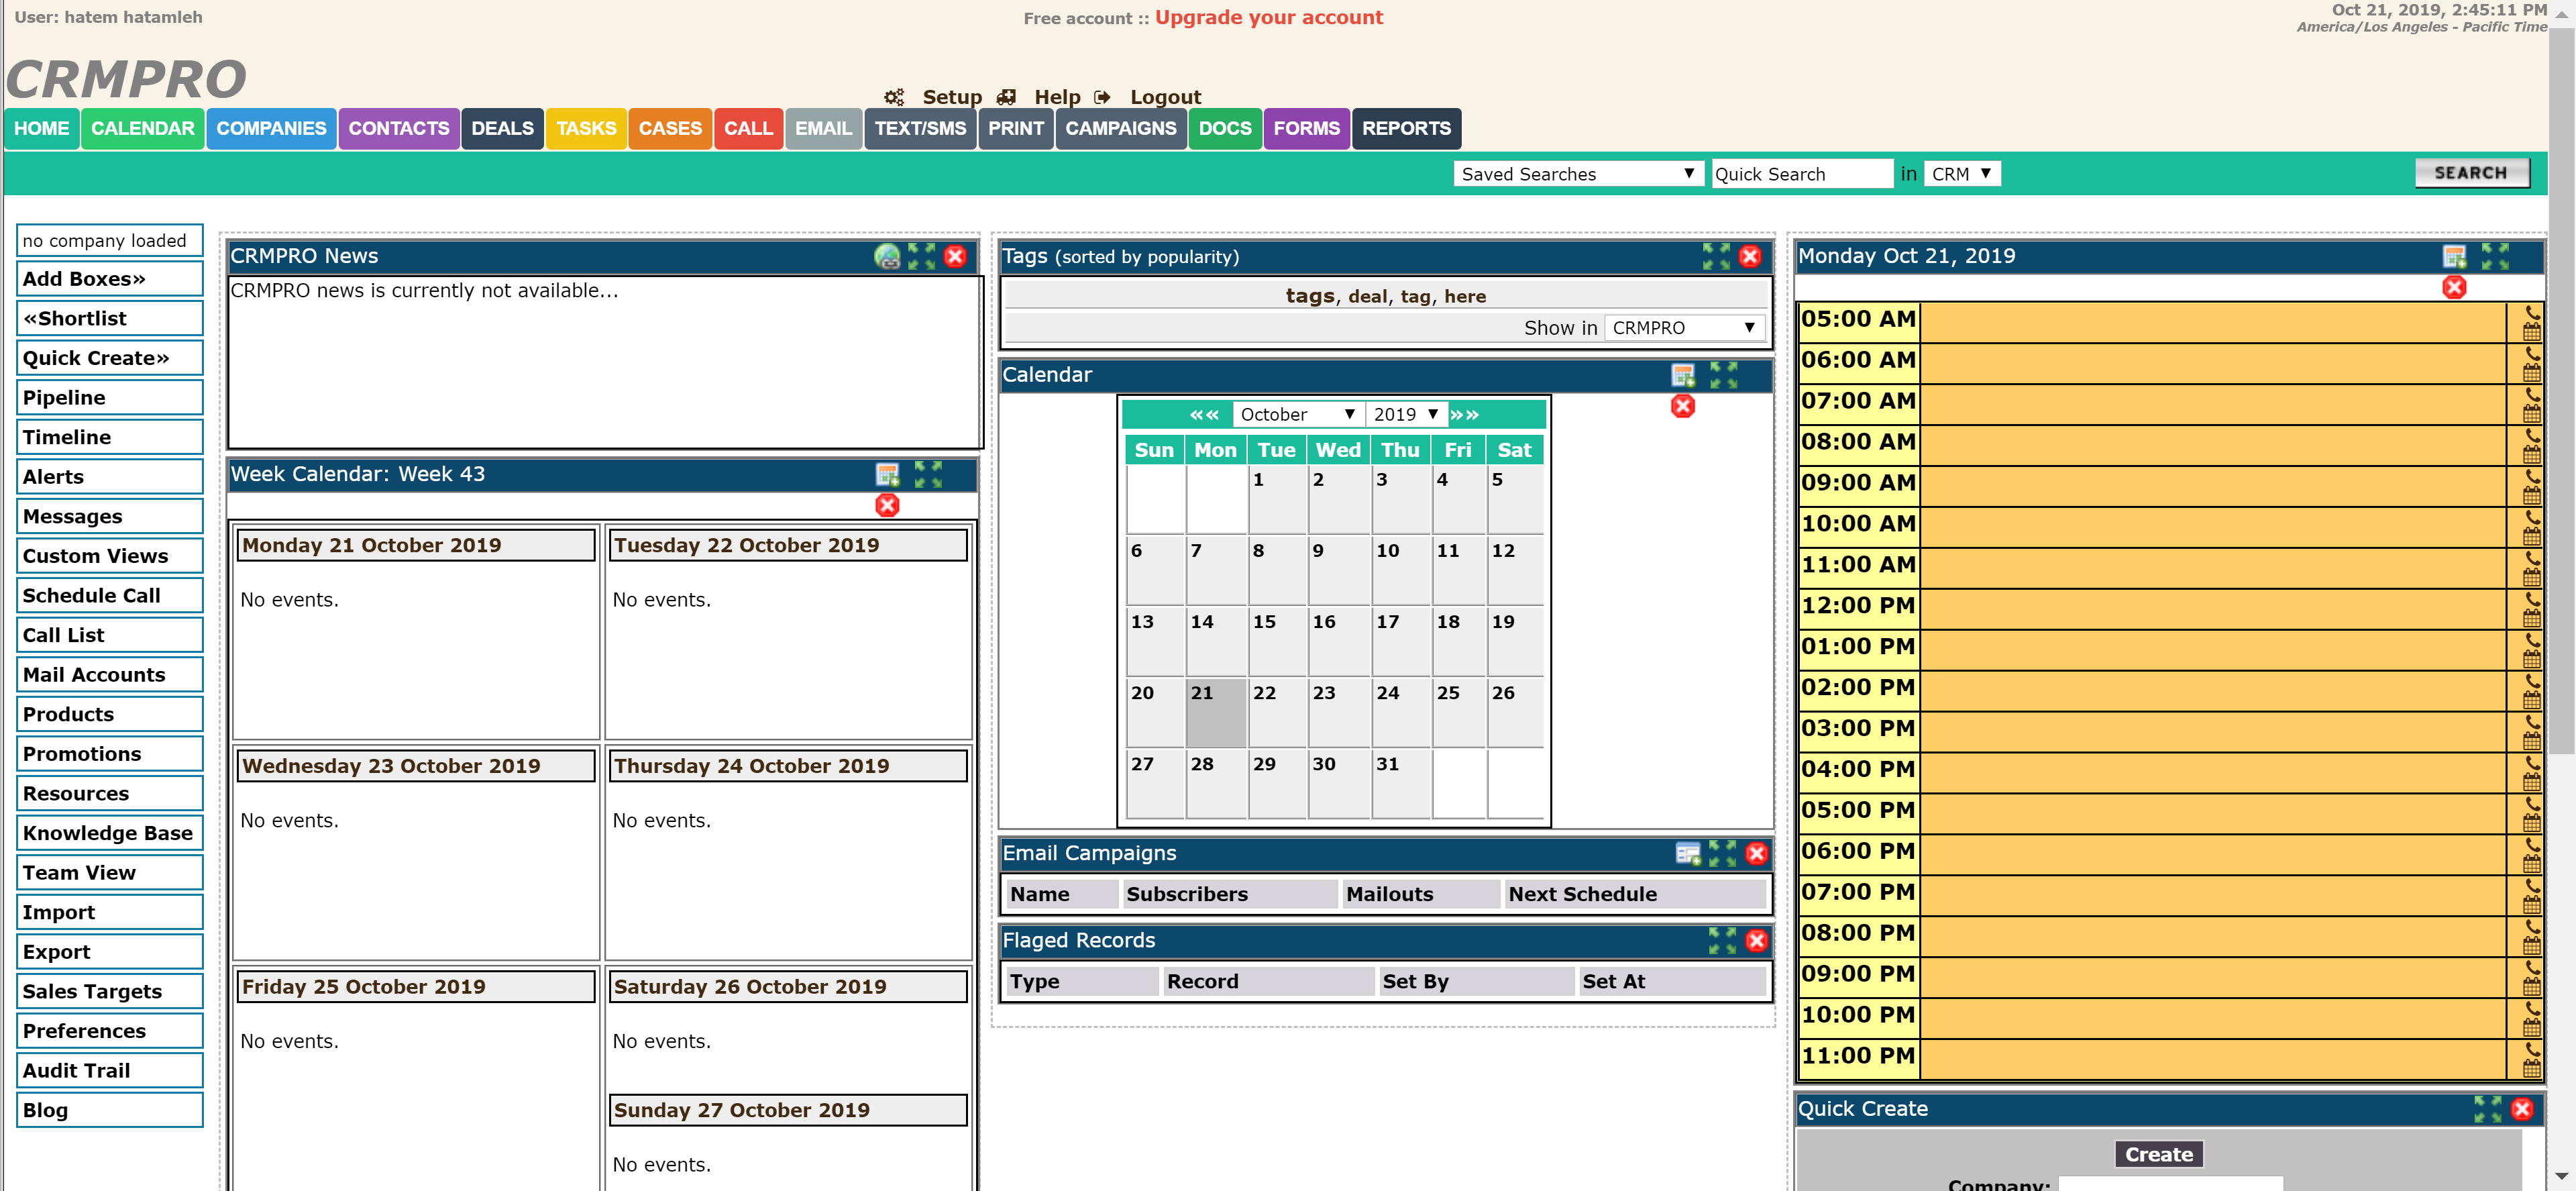 User: hatem hatamleh
Free account :: Upgrade your account
Oct 21, 2019, 2:45:11 PM
America/Los Angeles - Pacific Time
CRMPRO
Setup Help Logout
HOME CALENDAR COMPANIES CONTACTS DEALS TASKS CASES CALL EMAIL TEXT/SMS PRINT CAMPAIGNS DOCS FORMS REPORTS
Saved Searches Quick Search in CRM SEARCH
no company loaded
Add Boxes»
«Shortlist
Quick Create»
Pipeline
Timeline
Alerts
Messages
Custom Views
Schedule Call
Call List
Mail Accounts
Products
Promotions
Resources
Knowledge Base
Team View
Import
Export
Sales Targets
Preferences
Audit Trail
Blog
CRMPRO News
CRMPRO news is currently not available...
Week Calendar: Week 43
Monday 21 October 2019
No events.
Tuesday 22 October 2019
No events.
Wednesday 23 October 2019
No events.
Thursday 24 October 2019
No events.
Friday 25 October 2019
No events.
Saturday 26 October 2019
No events.
Sunday 27 October 2019
No events.
Tags (sorted by popularity)
tags, deal, tag, here
Show in CRMPRO
Calendar
«« October 2019 »»
Sun Mon Tue Wed Thu Fri Sat
1 2 3 4 5
6 7 8 9 10 11 12
13 14 15 16 17 18 19
20 21 22 23 24 25 26
27 28 29 30 31
Email Campaigns
Name Subscribers Mailouts Next Schedule
Flaged Records
Type Record Set By Set At
Monday Oct 21, 2019
05:00 AM
06:00 AM
07:00 AM
08:00 AM
09:00 AM
10:00 AM
11:00 AM
12:00 PM
01:00 PM
02:00 PM
03:00 PM
04:00 PM
05:00 PM
06:00 PM
07:00 PM
08:00 PM
09:00 PM
10:00 PM
11:00 PM
Quick Create
Create
Company: